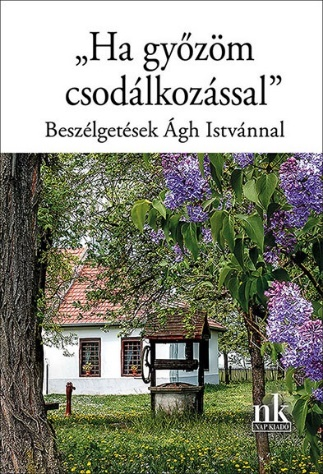 „Ha győzöm
csodálkozással”
Beszélgetések Ágh Istvánnal
nk
NAP KIADÓ